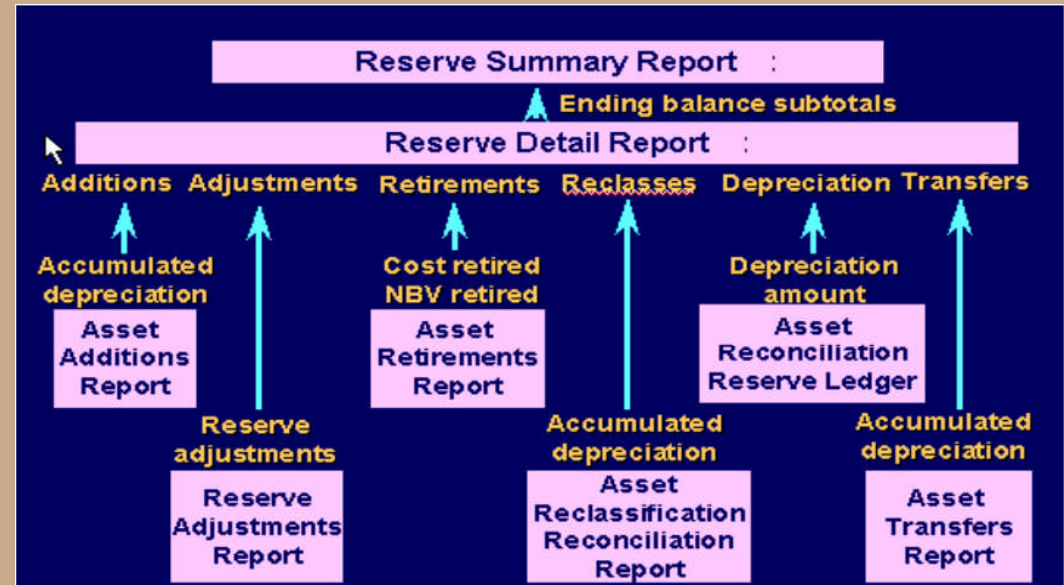 Reserve Summary Report :
Ending balance subtotals
Reserve Detail Report :
Additions Adjustments Retirements Reclasses Depreciation Transfers
Accumulated
depreciation
Asset
Additions
Report
Reserve
adjustments
Reserve
Adjustments
Report
Cost retired
NBV retired
Asset
Retirements
Report
Accumulated
depreciation
Asset
Reclassification
Reconciliation
Report
Depreciation
amount
Asset
Reconciliation
Reserve Ledger
Accumulated
depreciation
Asset
Transfers
Report